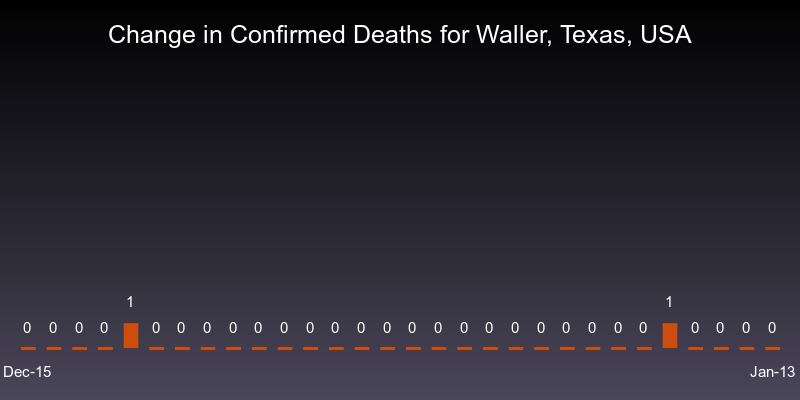 Change in Confirmed Deaths for Waller, Texas, USA
1 1
0 0 0 0 0 0 0 0 0 0 0 0 0 0 0 0 0 0 0 0 0 0 0 0 0 0 0 0
Dec-15 Jan-13